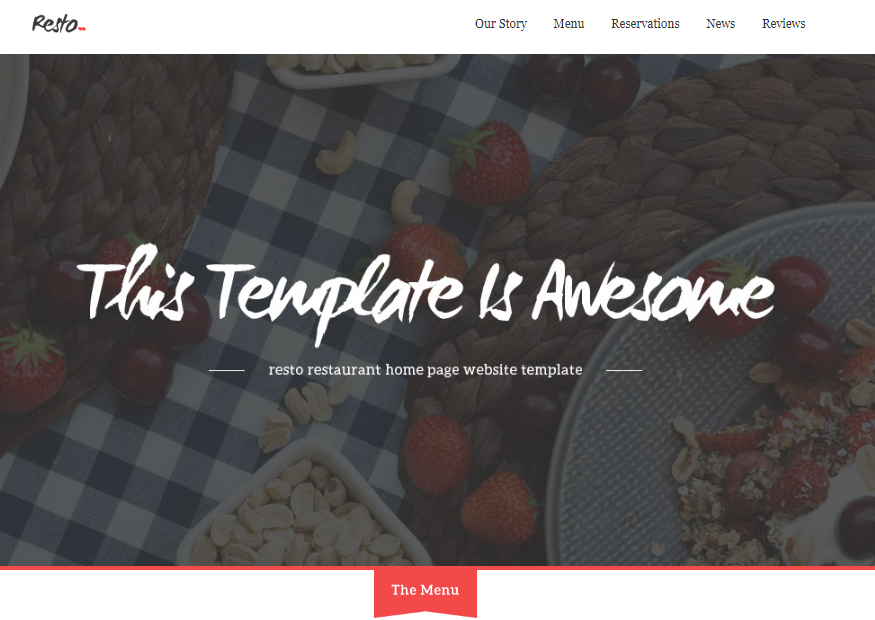 Resto
Our Story Menu Reservations News Reviews
This Template Is Awesome
resto restaurant home page website template
The Menu